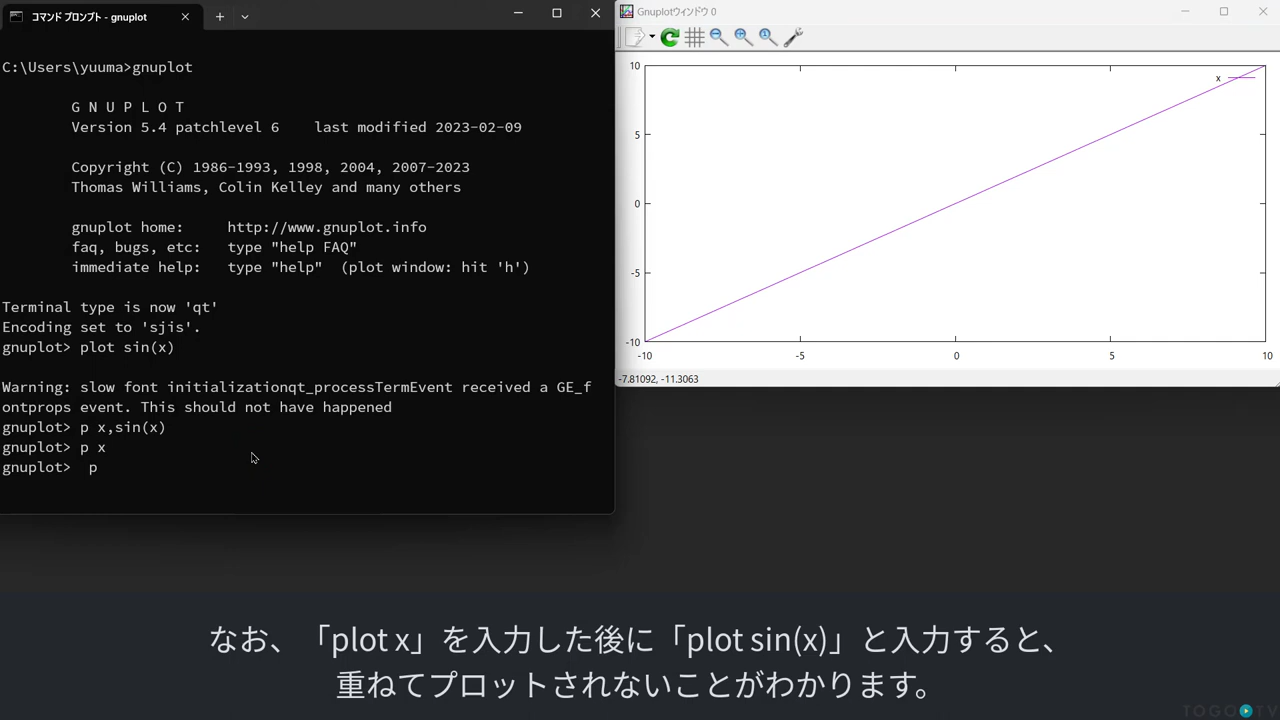 コマンド プロンプト - gnuplot
C:\Users\yuuma>gnuplot
G N U P L O T
Version 5.4 patchlevel 6    last modified 2023-02-09
Copyright (C) 1986-1993, 1998, 2004, 2007-2023
Thomas Williams, Colin Kelley and many others
gnuplot home:     http://www.gnuplot.info
faq, bugs, etc:   type "help FAQ"
immediate help:   type "help"  (plot window: hit 'h')
Terminal type is now 'qt'
Encoding set to 'sjis'.
gnuplot> plot sin(x)
Warning: slow font initializationqt_processTermEvent received a GE_f
ontprops event. This should not have happened
gnuplot> p x,sin(x)
gnuplot> p x
gnuplot>  p
Gnuplotウィンドウ 0
x
10
5
0
-5
-10
-10
-5
0
5
10
-7.81092, -11.3063
なお、「plot x」を入力した後に「plot sin(x)」と入力すると、
重ねてプロットされないことがわかります。
TOGO TV